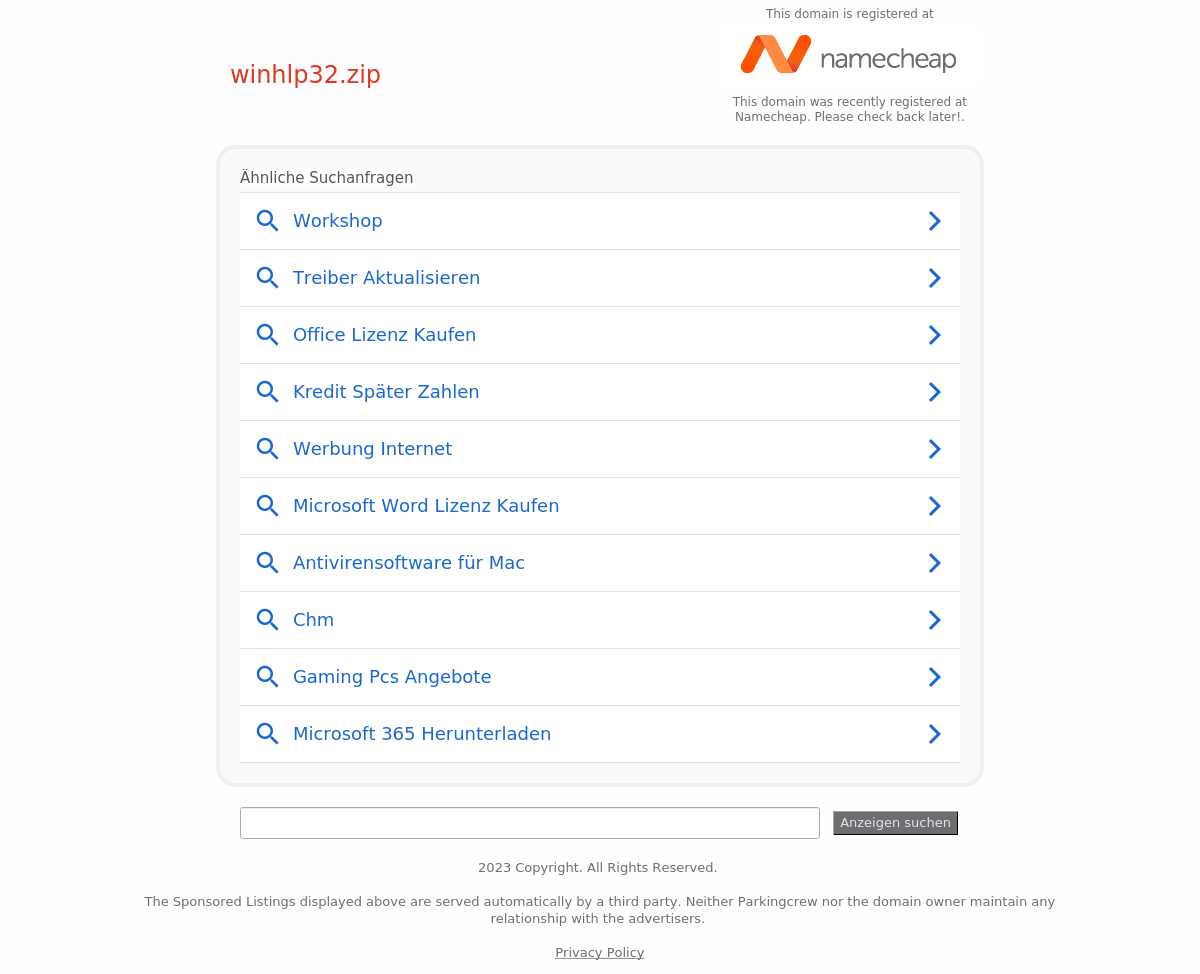 This domain is registered at
namecheap
winhlp32.zip
This domain was recently registered at
Namecheap. Please check back later!.
Ähnliche Suchanfragen
Workshop
Treiber Aktualisieren
Office Lizenz Kaufen
Kredit Später Zahlen
Werbung Internet
Microsoft Word Lizenz Kaufen
Antivirensoftware für Mac
Chm
Gaming Pcs Angebote
Microsoft 365 Herunterladen
Anzeigen suchen
2023 Copyright. All Rights Reserved.
The Sponsored Listings displayed above are served automatically by a third party. Neither Parkingcrew nor the domain owner maintain any
relationship with the advertisers.
Privacy Policy